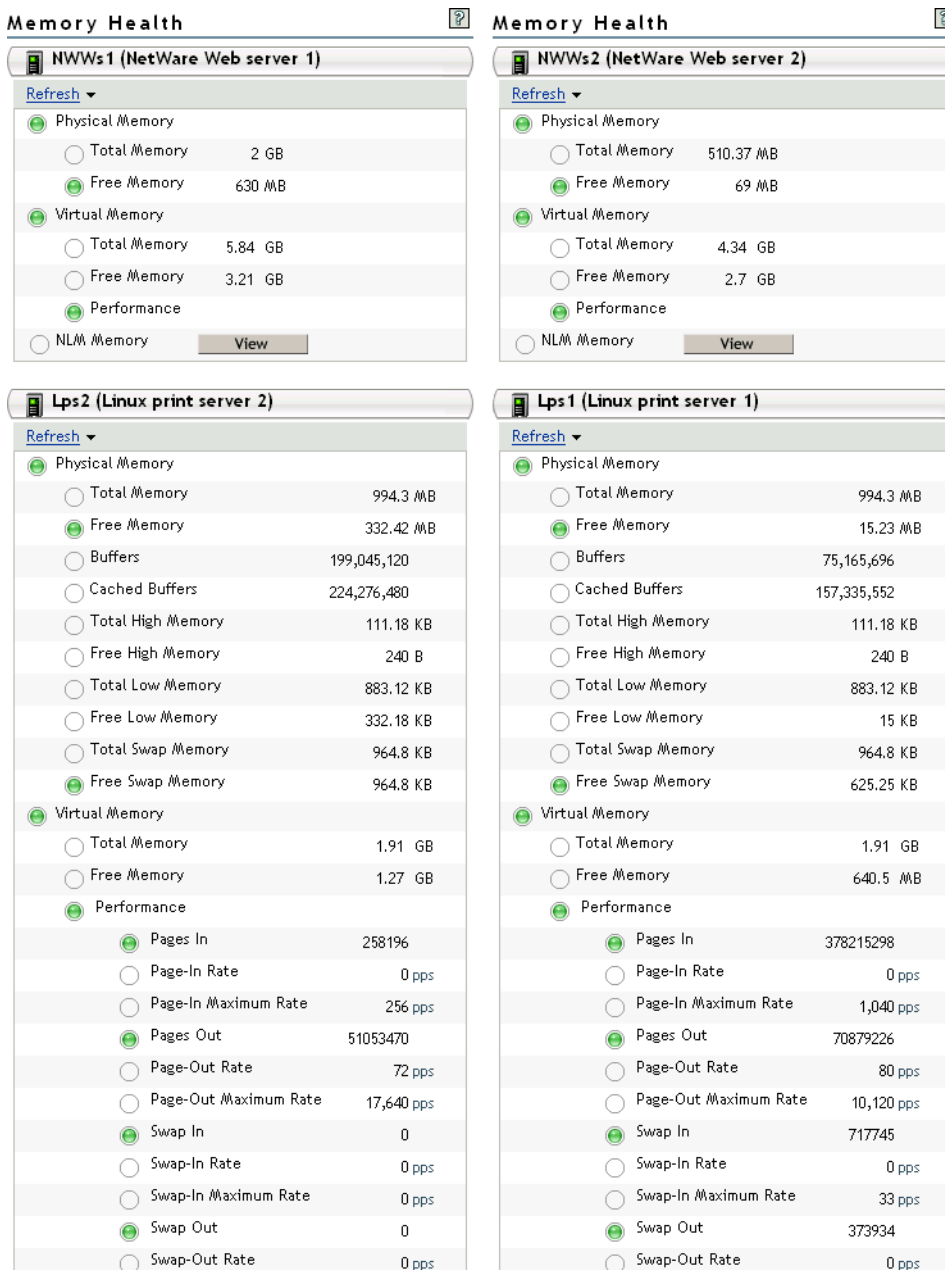 Memory Health
?
NWWs1 (NetWare Web server 1)
Refresh
Physical Memory
Total Memory 2 GB
Free Memory 630 MB
Virtual Memory
Total Memory 5.84 GB
Free Memory 3.21 GB
Performance
NLM Memory View
Lps2 (Linux print server 2)
Refresh
Physical Memory
Total Memory 994.3 MB
Free Memory 332.42 MB
Buffers 199,045,120
Cached Buffers 224,276,480
Total High Memory 111.18 KB
Free High Memory 240 B
Total Low Memory 883.12 KB
Free Low Memory 332.18 KB
Total Swap Memory 964.8 KB
Free Swap Memory 964.8 KB
Virtual Memory
Total Memory 1.91 GB
Free Memory 1.27 GB
Performance
Pages In 258196
Page-In Rate 0 pps
Page-In Maximum Rate 256 pps
Pages Out 51053470
Page-Out Rate 72 pps
Page-Out Maximum Rate 17,640 pps
Swap In 0
Swap-In Rate 0 pps
Swap-In Maximum Rate 0 pps
Swap Out 0
Swap-Out Rate 0 pps
Memory Health
?
NWWs2 (NetWare Web server 2)
Refresh
Physical Memory
Total Memory 510.37 MB
Free Memory 69 MB
Virtual Memory
Total Memory 4.34 GB
Free Memory 2.7 GB
Performance
NLM Memory View
Lps1 (Linux print server 1)
Refresh
Physical Memory
Total Memory 994.3 MB
Free Memory 15.23 MB
Buffers 75,165,696
Cached Buffers 157,335,552
Total High Memory 111.18 KB
Free High Memory 240 B
Total Low Memory 883.12 KB
Free Low Memory 15 KB
Total Swap Memory 964.8 KB
Free Swap Memory 625.25 KB
Virtual Memory
Total Memory 1.91 GB
Free Memory 640.5 MB
Performance
Pages In 378215298
Page-In Rate 0 pps
Page-In Maximum Rate 1,040 pps
Pages Out 70879226
Page-Out Rate 80 pps
Page-Out Maximum Rate 10,120 pps
Swap In 717745
Swap-In Rate 0 pps
Swap-In Maximum Rate 33 pps
Swap Out 373934
Swap-Out Rate 0 pps